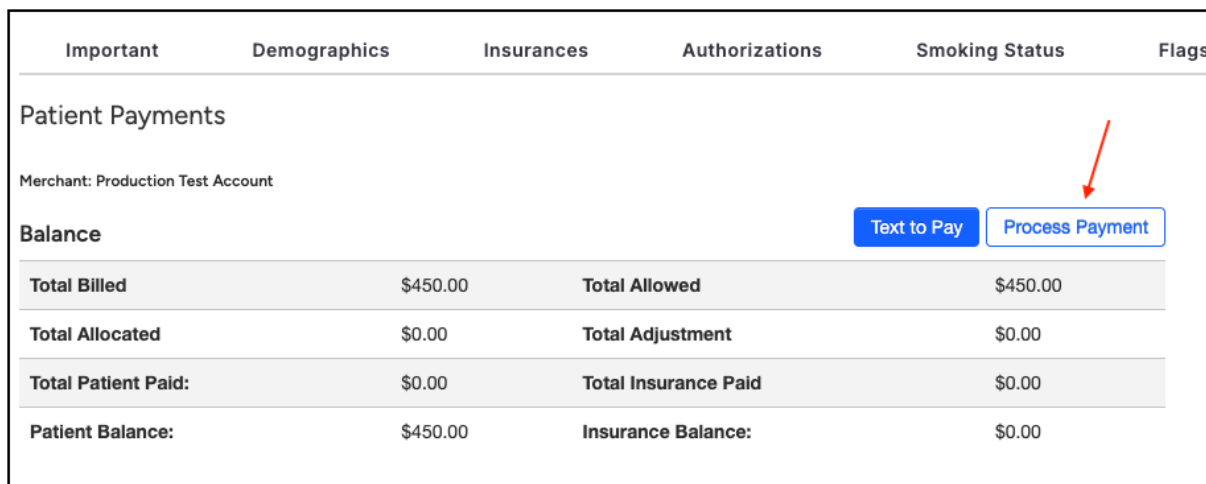 Important Demographics Insurances Authorizations Smoking Status Flags
Patient Payments
Merchant: Production Test Account
Balance Text to Pay Process Payment
Total Billed $450.00 Total Allowed $450.00
Total Allocated $0.00 Total Adjustment $0.00
Total Patient Paid: $0.00 Total Insurance Paid $0.00
Patient Balance: $450.00 Insurance Balance: $0.00